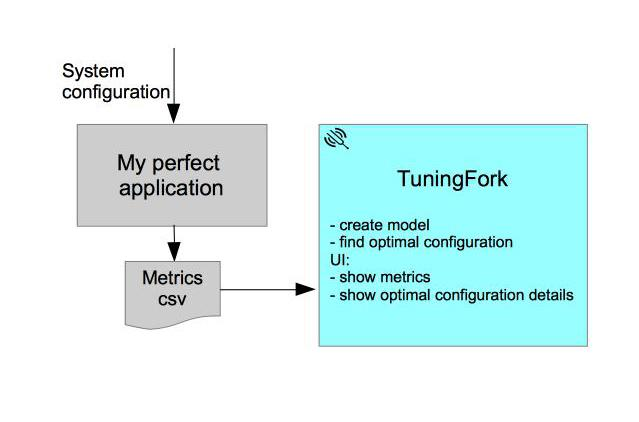 System
configuration
My perfect
application
Metrics
csv
TuningFork
- create model
- find optimal configuration
UI:
- show metrics
- show optimal configuration details